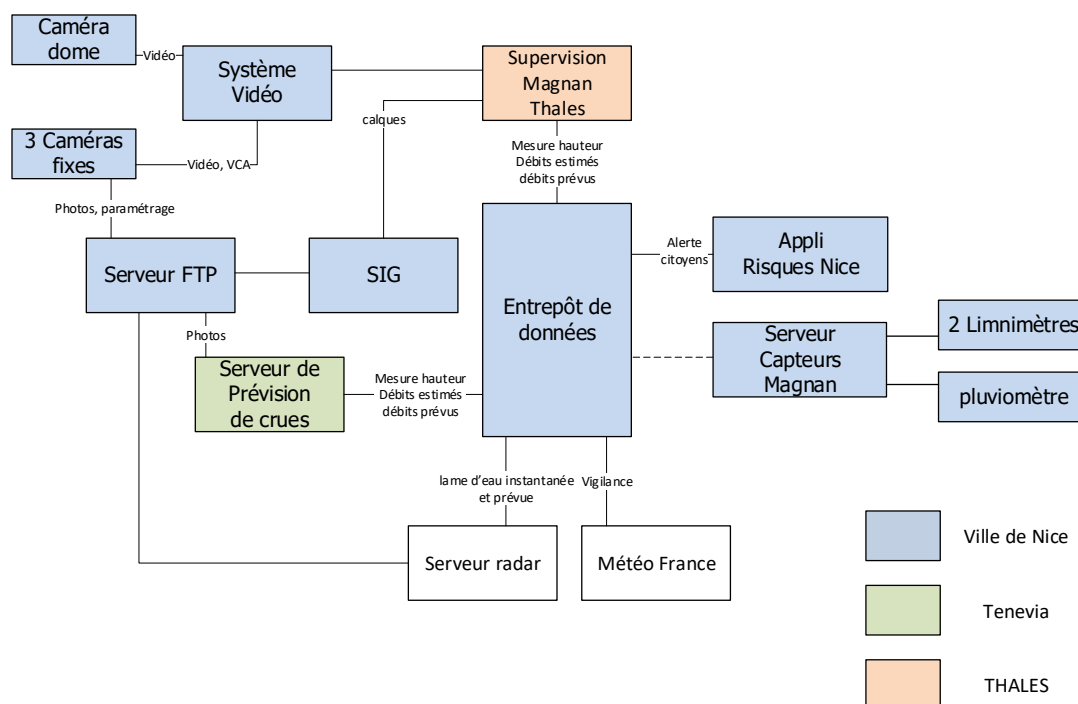 Caméra
dome
Vidéo
Système
Vidéo
Supervision
Magnan
Thales
calques
3 Caméras
fixes
Vidéo, VCA
Mesure hauteur
Débits estimés
débits prévus
Photos, paramétrage
Serveur FTP
SIG
Entrepôt de
données
Alerte
citoyens
Appli
Risques Nice
Serveur
Capteurs
Magnan
2 Limnimètres
pluviomètre
Photos
Serveur de
Prévision
de crues
Mesure hauteur
Débits estimés
débits prévus
lame d’eau instantanée
et prévue
Vigilance
Serveur radar
Météo France
Ville de Nice
Tenevia
THALES